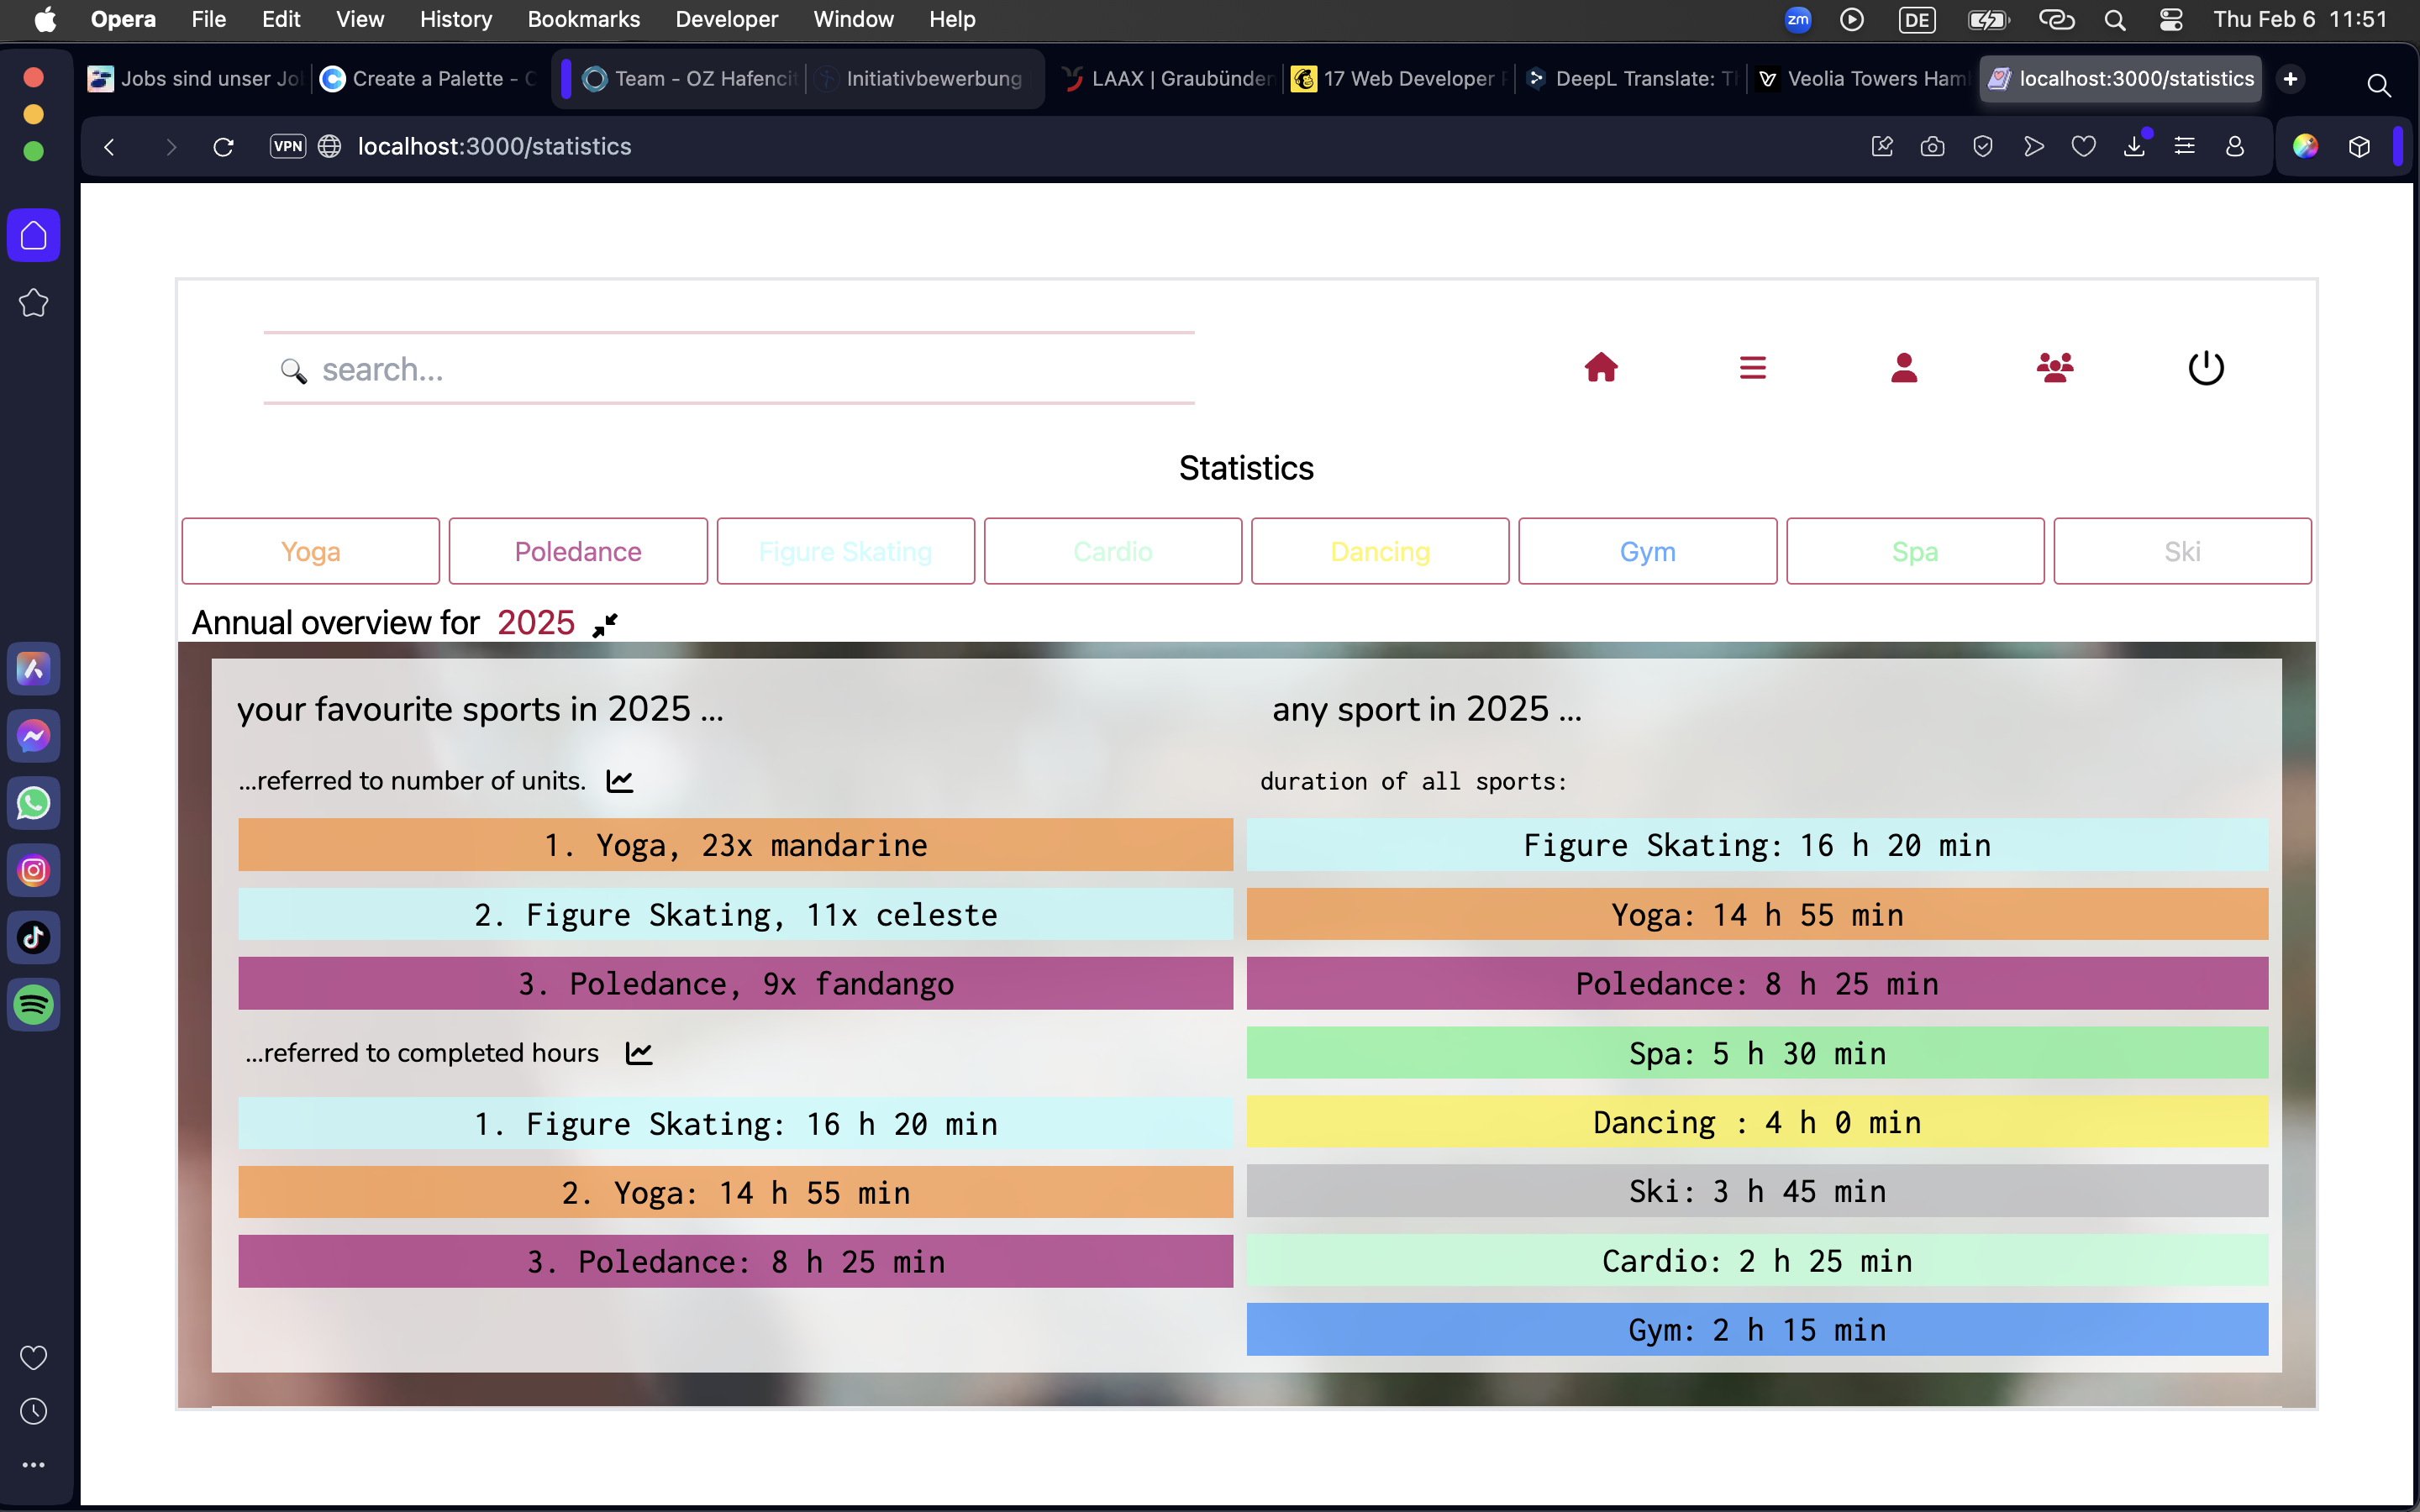 Opera File Edit View History Bookmarks Developer Window Help zm DE Thu Feb 6 11:51
Jobs sind unser Jo Create a Palette - Team - OZ Hafenci Initiativbewerbung LAAX | Graubünden 17 Web Developer DeepL Translate: Veolia Towers Ham localhost:3000/statistics
VPN localhost:3000/statistics
search...
Statistics
Yoga Poledance Figure Skating Cardio Dancing Gym Spa Ski
Annual overview for 2025
your favourite sports in 2025 ...
...referred to number of units.
1. Yoga, 23x mandarine
2. Figure Skating, 11x celeste
3. Poledance, 9x fandango
...referred to completed hours
1. Figure Skating: 16 h 20 min
2. Yoga: 14 h 55 min
3. Poledance: 8 h 25 min
any sport in 2025 ...
duration of all sports:
Figure Skating: 16 h 20 min
Yoga: 14 h 55 min
Poledance: 8 h 25 min
Spa: 5 h 30 min
Dancing : 4 h 0 min
Ski: 3 h 45 min
Cardio: 2 h 25 min
Gym: 2 h 15 min